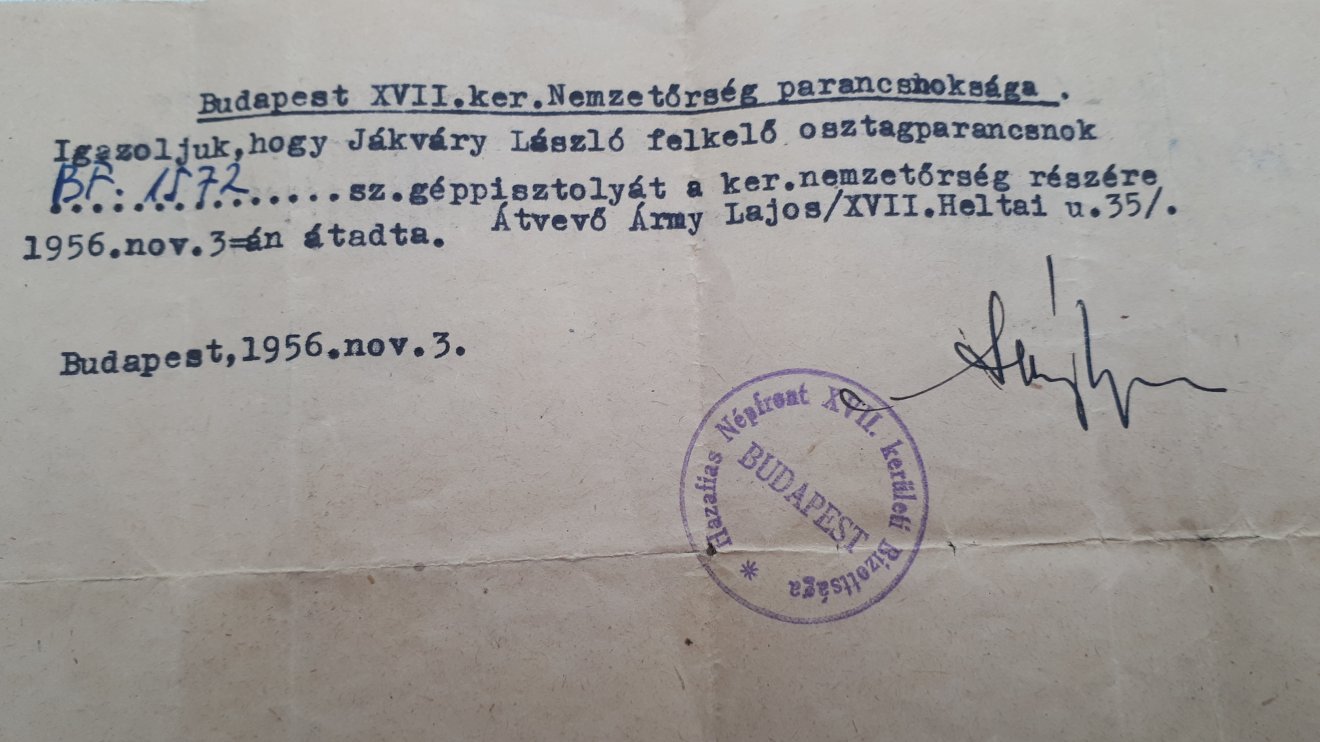 Budapest XVII.ker.Nemzetőrség parancsnoksága .
Igazoljuk,hogy Jákváry László felkelő osztagparancsnok
BF. 1572.......sz.géppisztolyát a ker.nemzetőrség részére
1956.nov.3=án átadta. Átvevő Ármy Lajos/XVII.Heltai u.35/.
Budapest,1956.nov.3.
Hazafias Népfront XVII. kerületi Bizottsága *
BUDAPEST